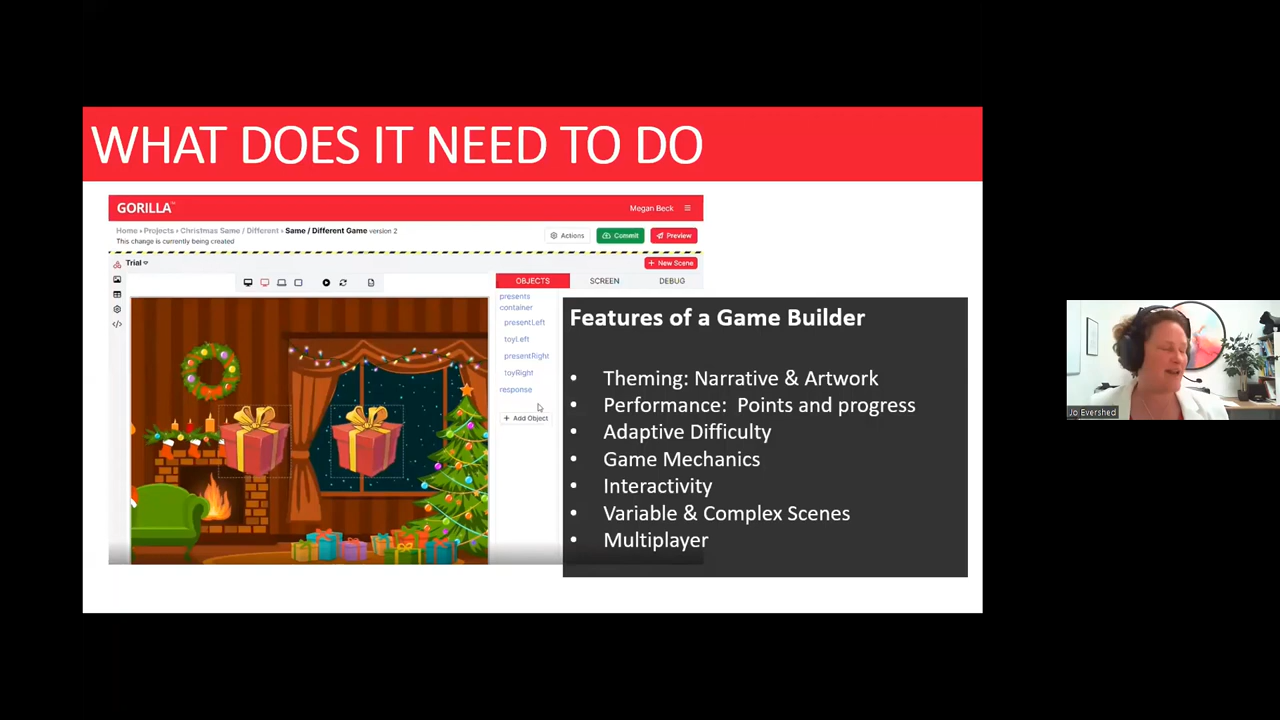 WHAT DOES IT NEED TO DO
GORILLA™
Megan Beck
Home › Projects › Christmas Same / Different › Same / Different Game version 2
This change is currently being created
Actions
Commit
Preview
Trial
+ New Scene
OBJECTS
SCREEN
DEBUG
presents
container
presentLeft
toyLeft
presentRight
toyRight
response
+ Add Object
Features of a Game Builder
• Theming: Narrative & Artwork
• Performance: Points and progress
• Adaptive Difficulty
• Game Mechanics
• Interactivity
• Variable & Complex Scenes
• Multiplayer
Jo Evershed